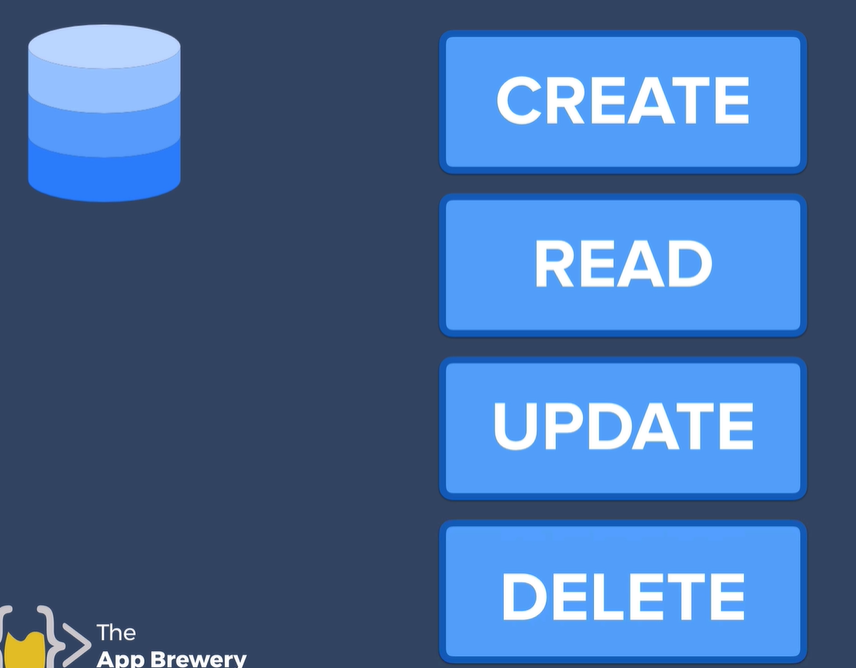 CREATE
READ
UPDATE
DELETE
The
App Brewery